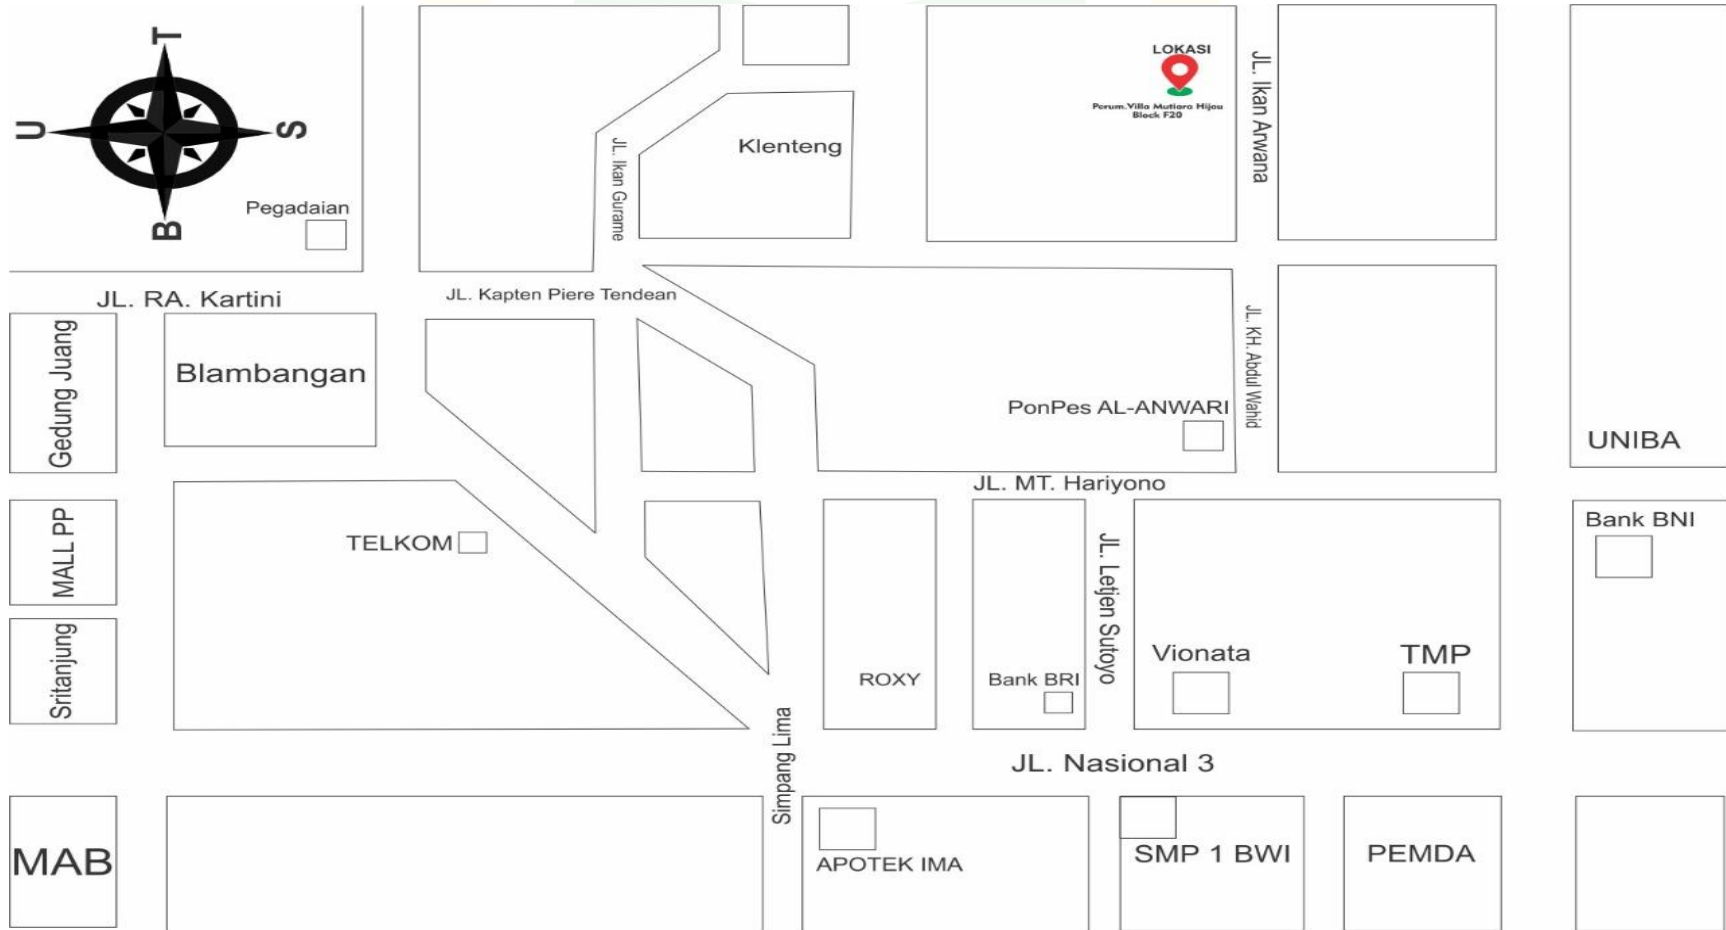 T
U
S
B
Pegadaian
JL. RA. Kartini
Gedung Juang
Blambangan
MALL PP
Sritanjung
MAB
TELKOM
JL. Ikan Gurame
Klenteng
JL. Kapten Piere Tendean
LOKASI
Perum.Villa Mutiara Hijau
Block F20
JL. Ikan Arwana
JL. KH. Abdul Wahid
PonPes AL-ANWARI
JL. MT. Hariyono
UNIBA
Bank BNI
ROXY
Bank BRI
JL. Letjen Sutoyo
Vionata
TMP
Simpang Lima
JL. Nasional 3
APOTEK IMA
SMP 1 BWI
PEMDA